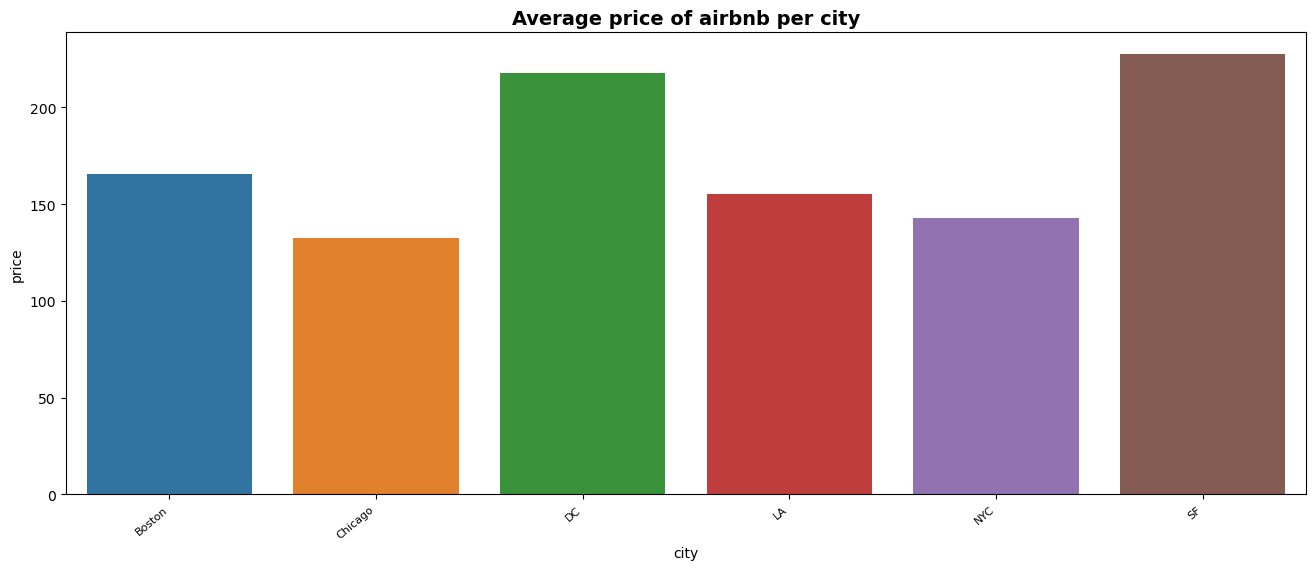 Average price of airbnb per city
price
200
150
100
50
0
Boston
Chicago
DC
LA
NYC
SF
city